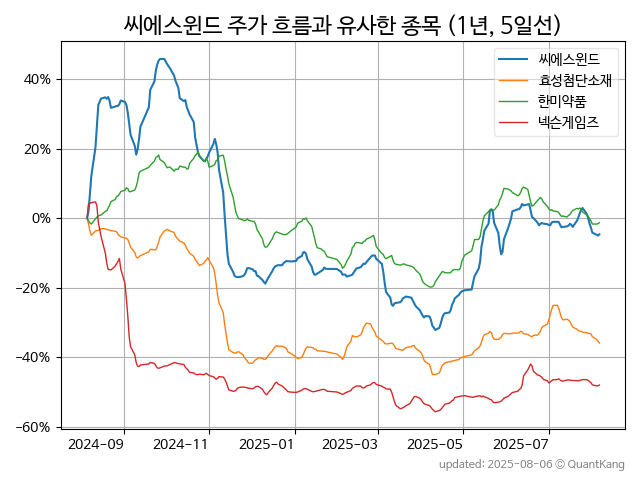 씨에스윈드 주가 흐름과 유사한 종목 (1년, 5일선)
씨에스윈드
효성첨단소재
한미약품
넥슨게임즈
40%
20%
0%
−20%
−40%
−60%
2024-09
2024-11
2025-01
2025-03
2025-05
2025-07
updated: 2025-08-06 © QuantKang